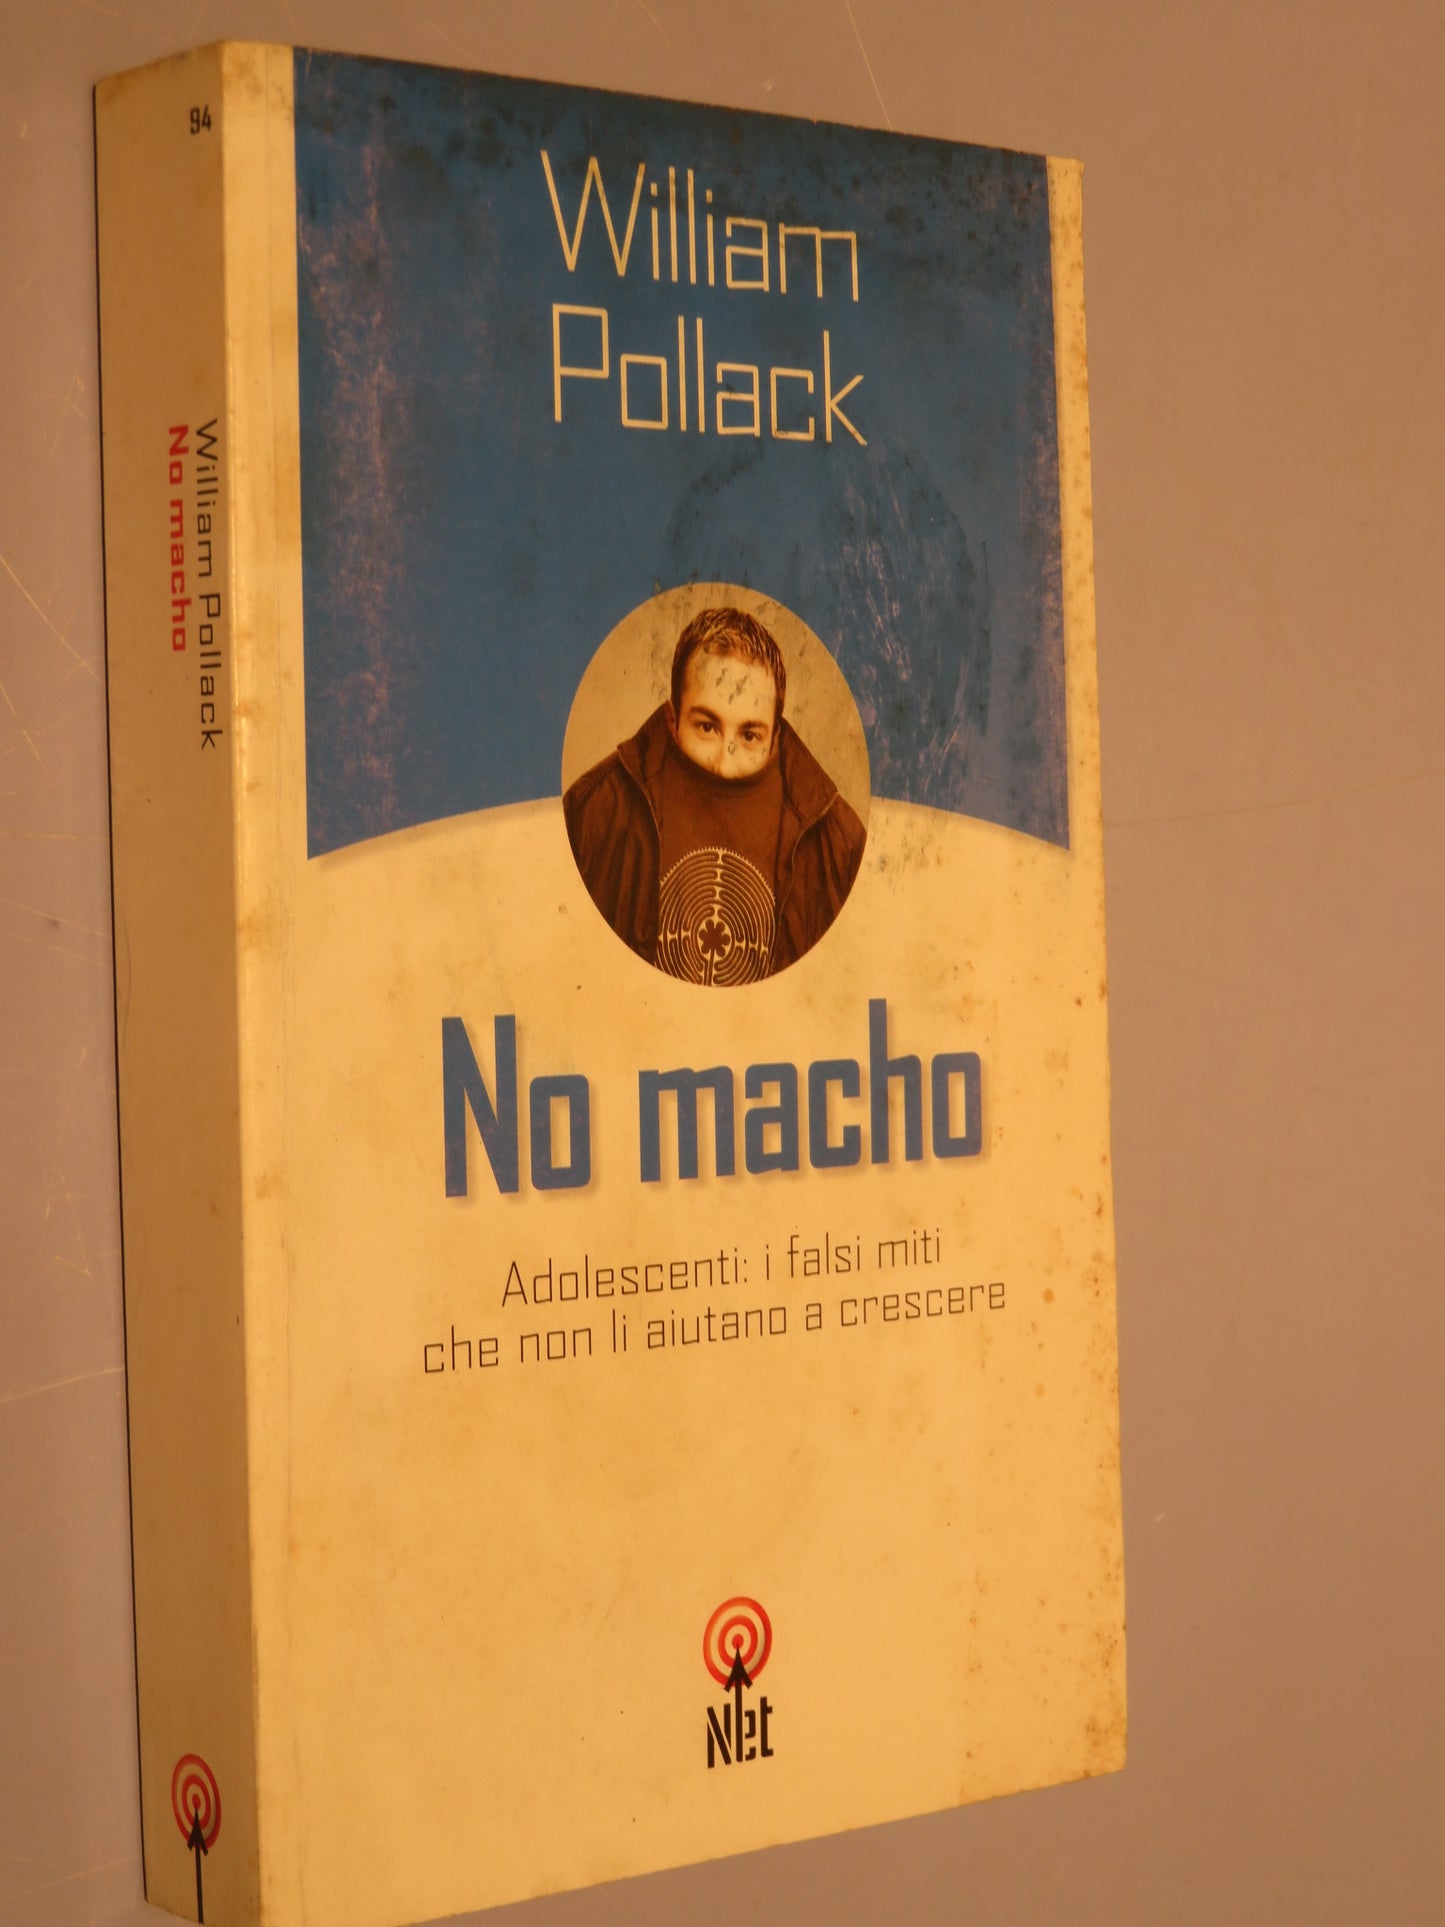 94
William Pollack
No macho
William
Pollack
No macho
Adolescenti: i falsi miti
che non li aiutano a crescere
Net